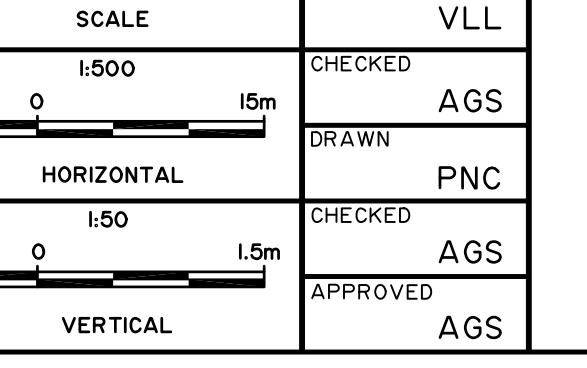 SCALE
1:500
0 15m
HORIZONTAL
1:50
0 1.5m
VERTICAL
VLL
CHECKED
AGS
DRAWN
PNC
CHECKED
AGS
APPROVED
AGS